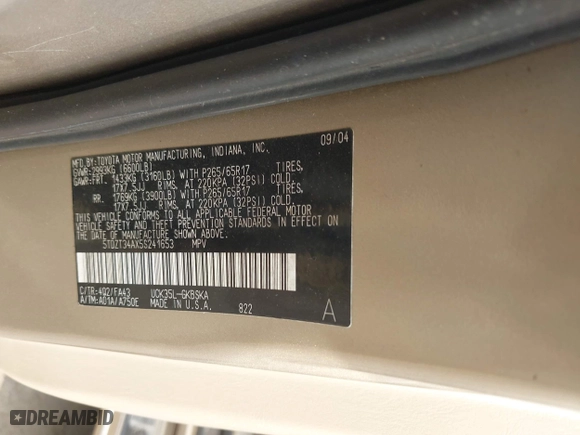 MFD.BY:TOYOTA MOTOR MANUFACTURING, INDIANA, INC. 09/04
GVWR:2993KG (6600LB)
GAWR:FRT. 1433KG (3160LB) WITH P265/65R17 TIRES,
17X7.5JJ RIMS, AT 220KPA (32PSI) COLD.
RR. 1769KG (3900LB) WITH P265/65R17 TIRES,
17X7.5JJ RIMS, AT 220KPA (32PSI) COLD.
THIS VEHICLE CONFORMS TO ALL APPLICABLE FEDERAL MOTOR
VEHICLE SAFETY AND BUMPER STANDARDS IN EFFECT ON
THE DATE OF MANUFACTURE SHOWN ABOVE.
5TDZT34AX5S241653 MPV
C/TR:4Q2/FA43 UCK35L-GKBSKA
A/TM:A01A/A750E MADE IN U.S.A. 822 A
DREAMBID